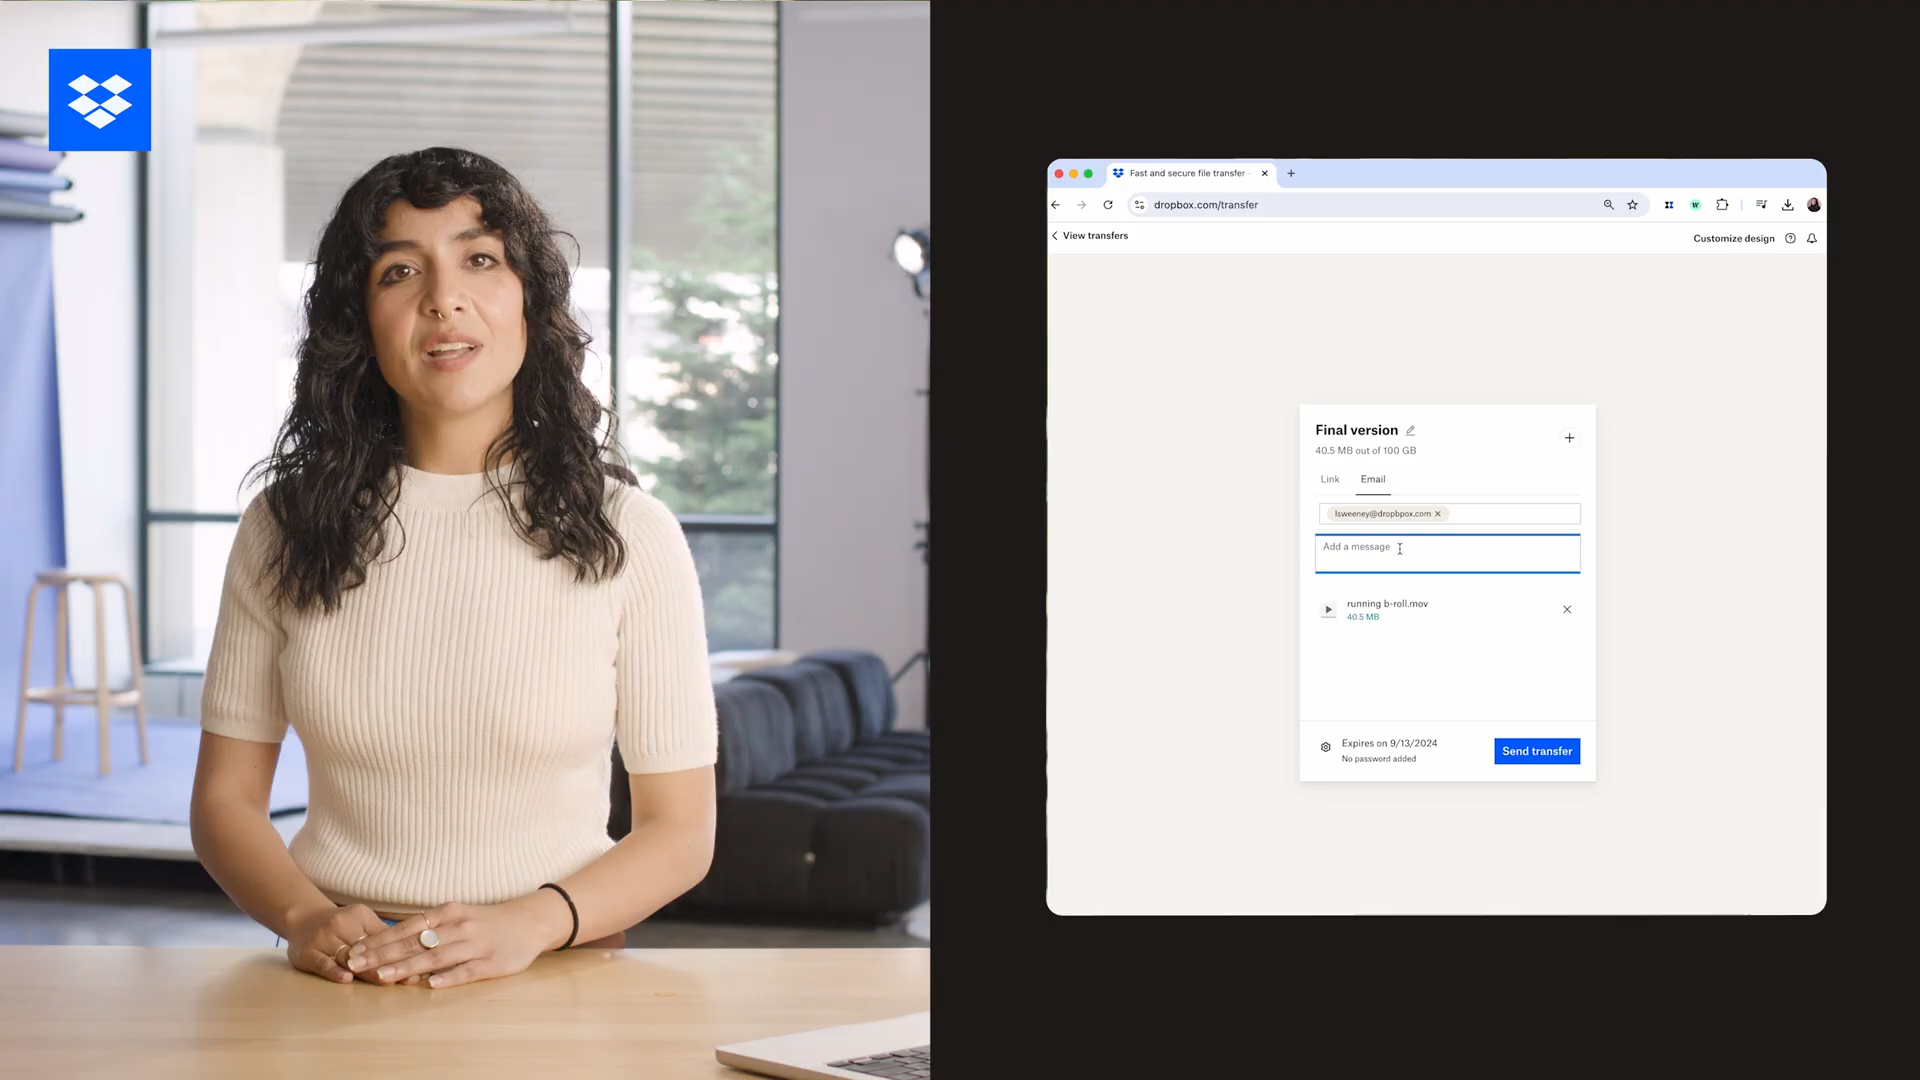 Fast and secure file transfer -
dropbox.com/transfer
View transfers
Customize design
Final version
40.5 MB out of 100 GB
Link
Email
lsweeney@dropbpox.com
Add a message
running b-roll.mov
40.5 MB
Expires on 9/13/2024
No password added
Send transfer